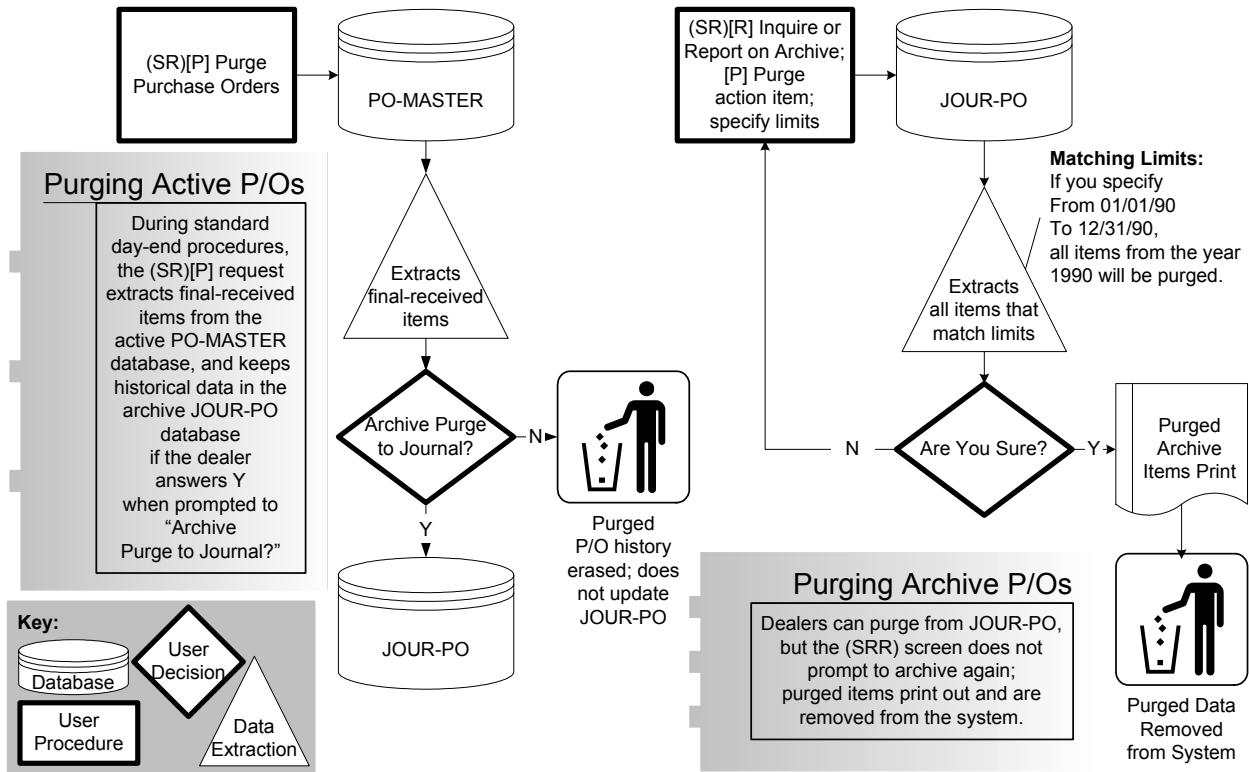 (SR)[P] Purge
Purchase Orders
PO-MASTER
Purging Active P/Os
During standard
day-end procedures,
the (SR)[P] request
extracts final-received
items from the
active PO-MASTER
database, and keeps
historical data in the
archive JOUR-PO
database
if the dealer
answers Y
when prompted to
“Archive
Purge to Journal?”
Extracts
final-received
items
Archive Purge
to Journal?
N
Purged
P/O history
erased; does
not update
JOUR-PO
Y
JOUR-PO
Key:
Database
User
Decision
User
Procedure
Data
Extraction
(SR)[R] Inquire or
Report on Archive;
[P] Purge
action item;
specify limits
JOUR-PO
Matching Limits:
If you specify
From 01/01/90
To 12/31/90,
all items from the year
1990 will be purged.
Extracts
all items that
match limits
Are You Sure?
N
Y
Purged
Archive
Items Print
Purging Archive P/Os
Dealers can purge from JOUR-PO,
but the (SRR) screen does not
prompt to archive again;
purged items print out and are
removed from the system.
Purged Data
Removed
from System